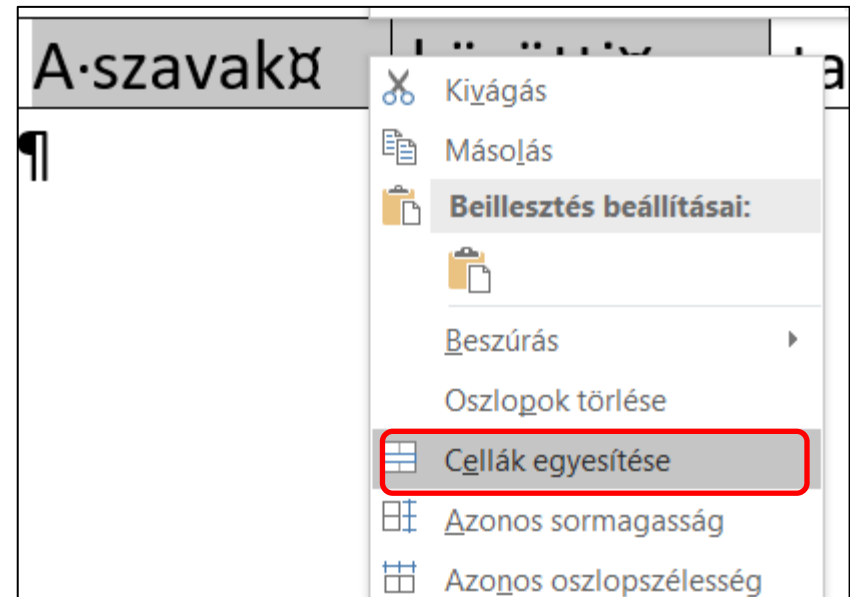 A·szavak¤
¶
Kivágás
Másolás
Beillesztés beállításai:
Beszúrás
Oszlopok törlése
Cellák egyesítése
Azonos sormagasság
Azonos oszlopszélesség